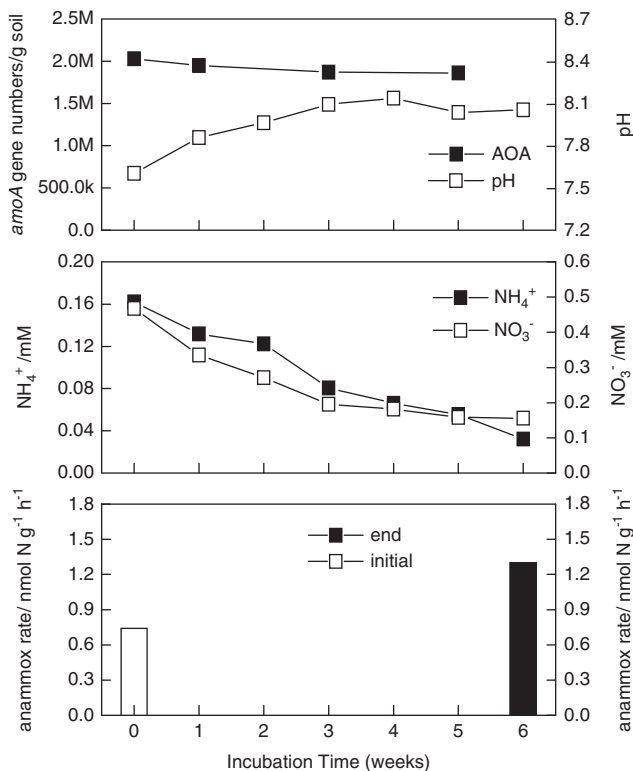 amoA gene numbers/g soil
2.5M
2.0M
1.5M
1.0M
500.0k
0.0
8.7
8.4
8.1
7.8
7.5
7.2
pH
AOA
pH
NH₄⁺ /mM
0.20
0.16
0.12
0.08
0.04
0.00
0.6
0.5
0.4
0.3
0.2
0.1
0.0
NO₃⁻ /mM
NH₄⁺
NO₃⁻
anammox rate/ nmol N g⁻¹ h⁻¹
1.8
1.5
1.2
0.9
0.6
0.3
0.0
1.8
1.5
1.2
0.9
0.6
0.3
0.0
anammox rate/ nmol N g⁻¹ h⁻¹
end
initial
0 1 2 3 4 5 6
Incubation Time (weeks)